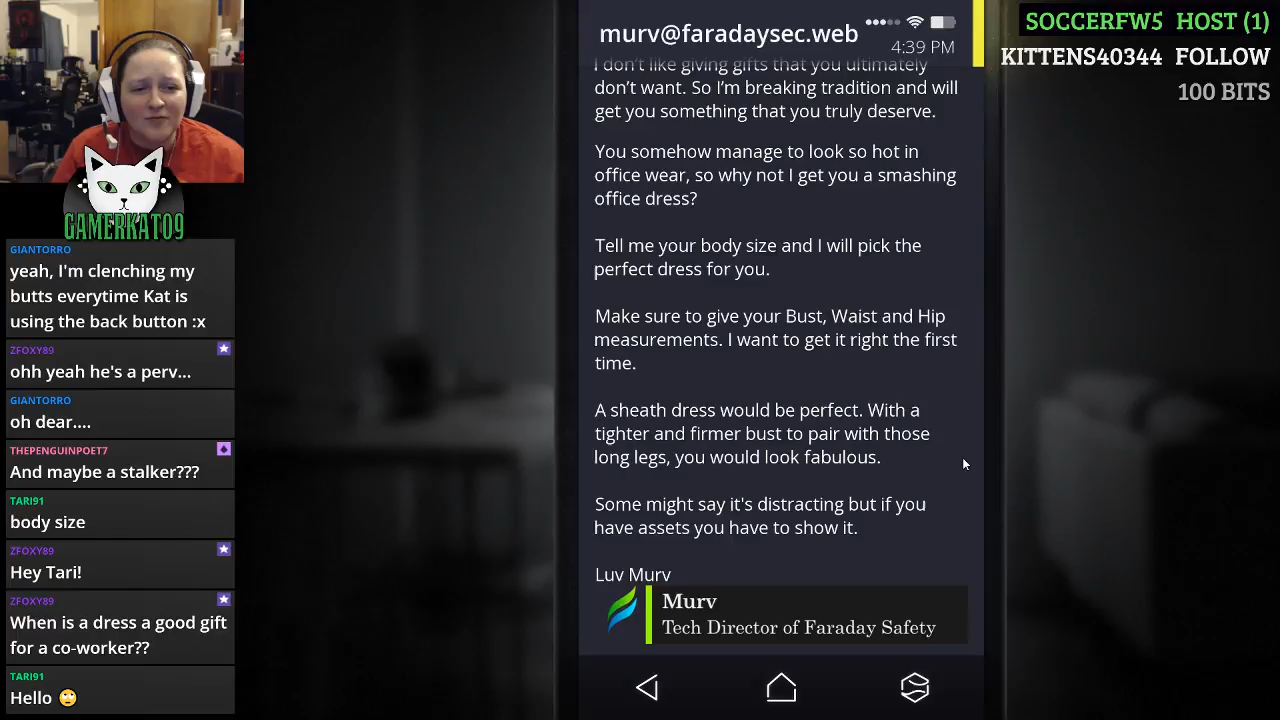 SOCCERFW5 HOST (1)
KITTENS40344 FOLLOW
100 BITS
GAMERKAT09
GIANTORRO
yeah, I'm clenching my
butts everytime Kat is
using the back button :x
ZFOXY89
ohh yeah he's a perv...
GIANTORRO
oh dear....
THEPENGUINPOET7
And maybe a stalker???
TARI91
body size
ZFOXY89
Hey Tari!
ZFOXY89
When is a dress a good gift
for a co-worker??
TARI91
Hello 🙄
murv@faradaysec.web
4:39 PM
I don't like giving gifts that you ultimately
don't want. So I'm breaking tradition and will
get you something that you truly deserve.
You somehow manage to look so hot in
office wear, so why not I get you a smashing
office dress?
Tell me your body size and I will pick the
perfect dress for you.
Make sure to give your Bust, Waist and Hip
measurements. I want to get it right the first
time.
A sheath dress would be perfect. With a
tighter and firmer bust to pair with those
long legs, you would look fabulous.
Some might say it's distracting but if you
have assets you have to show it.
Luv Murv
Murv
Tech Director of Faraday Safety